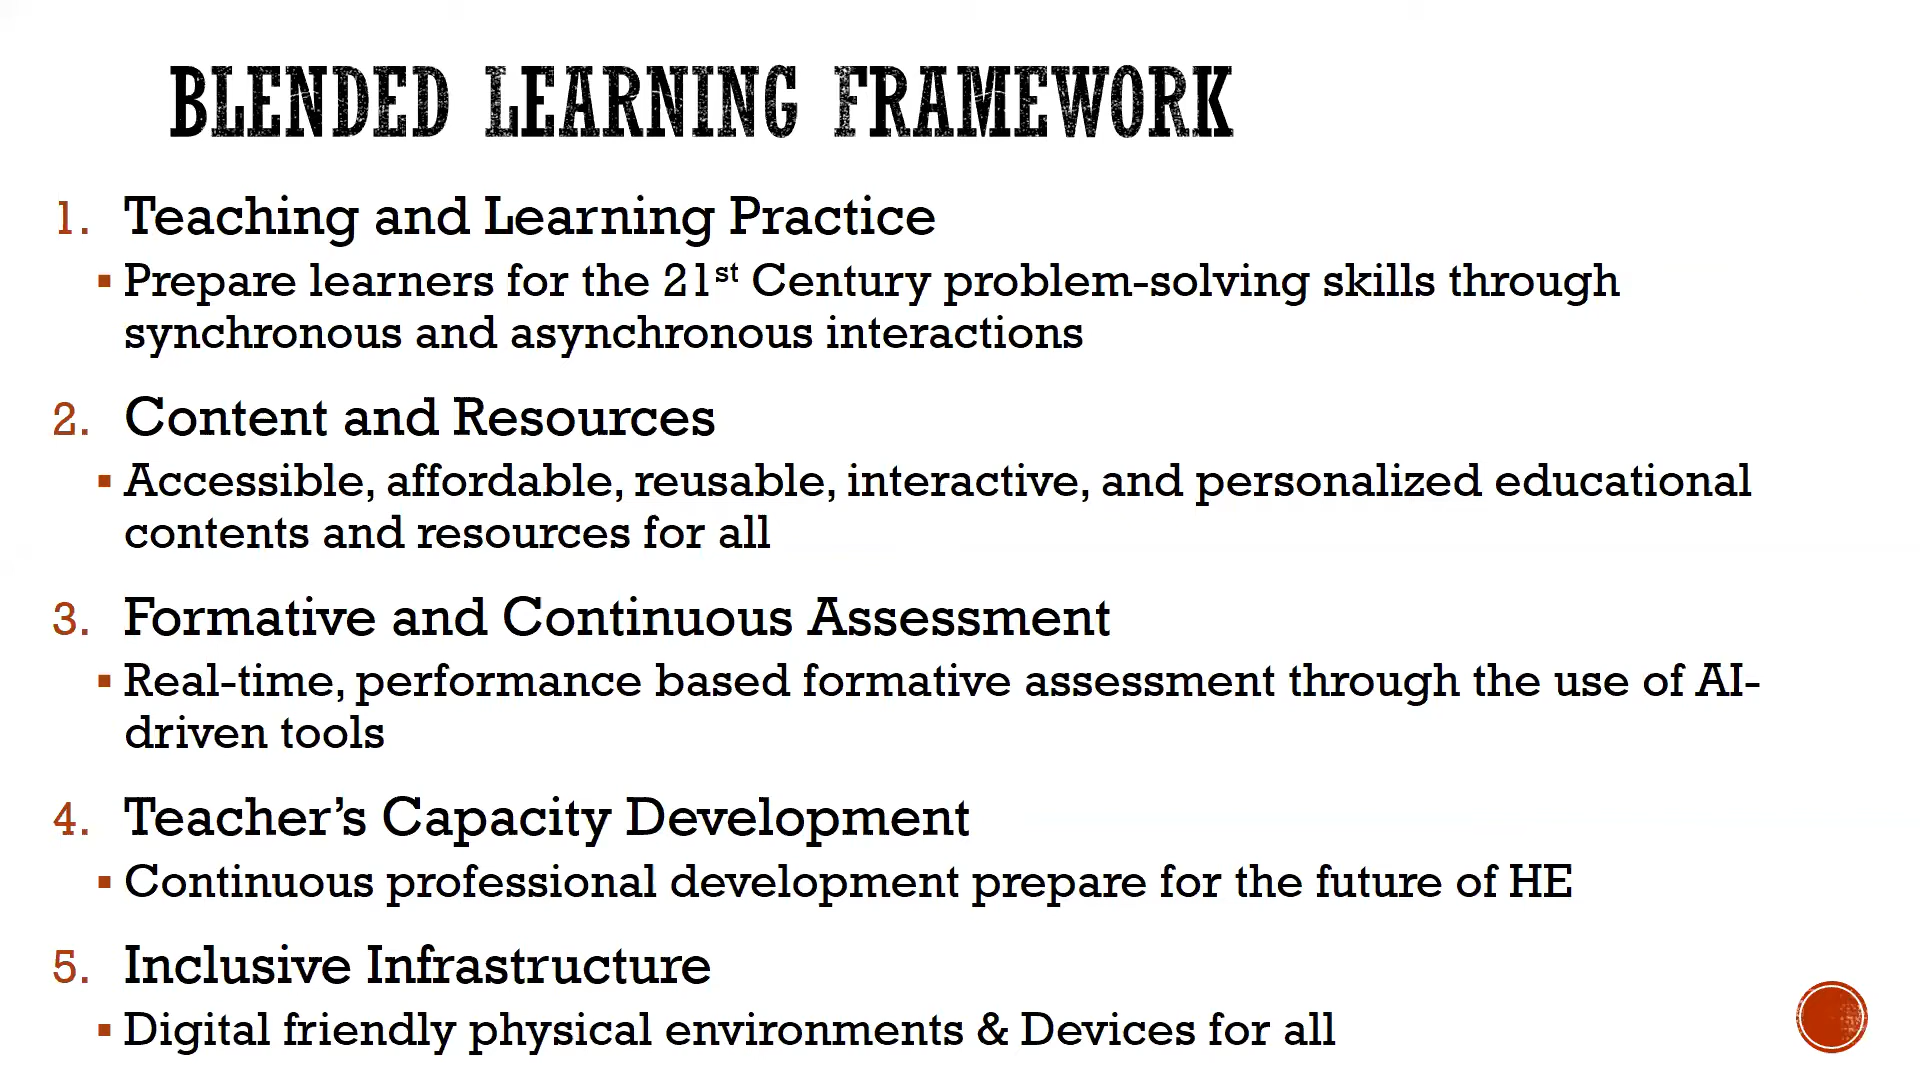 BLENDED LEARNING FRAMEWORK
1. Teaching and Learning Practice
▪ Prepare learners for the 21st Century problem-solving skills through
synchronous and asynchronous interactions
2. Content and Resources
▪ Accessible, affordable, reusable, interactive, and personalized educational
contents and resources for all
3. Formative and Continuous Assessment
▪ Real-time, performance based formative assessment through the use of AI-
driven tools
4. Teacher’s Capacity Development
▪ Continuous professional development prepare for the future of HE
5. Inclusive Infrastructure
▪ Digital friendly physical environments & Devices for all